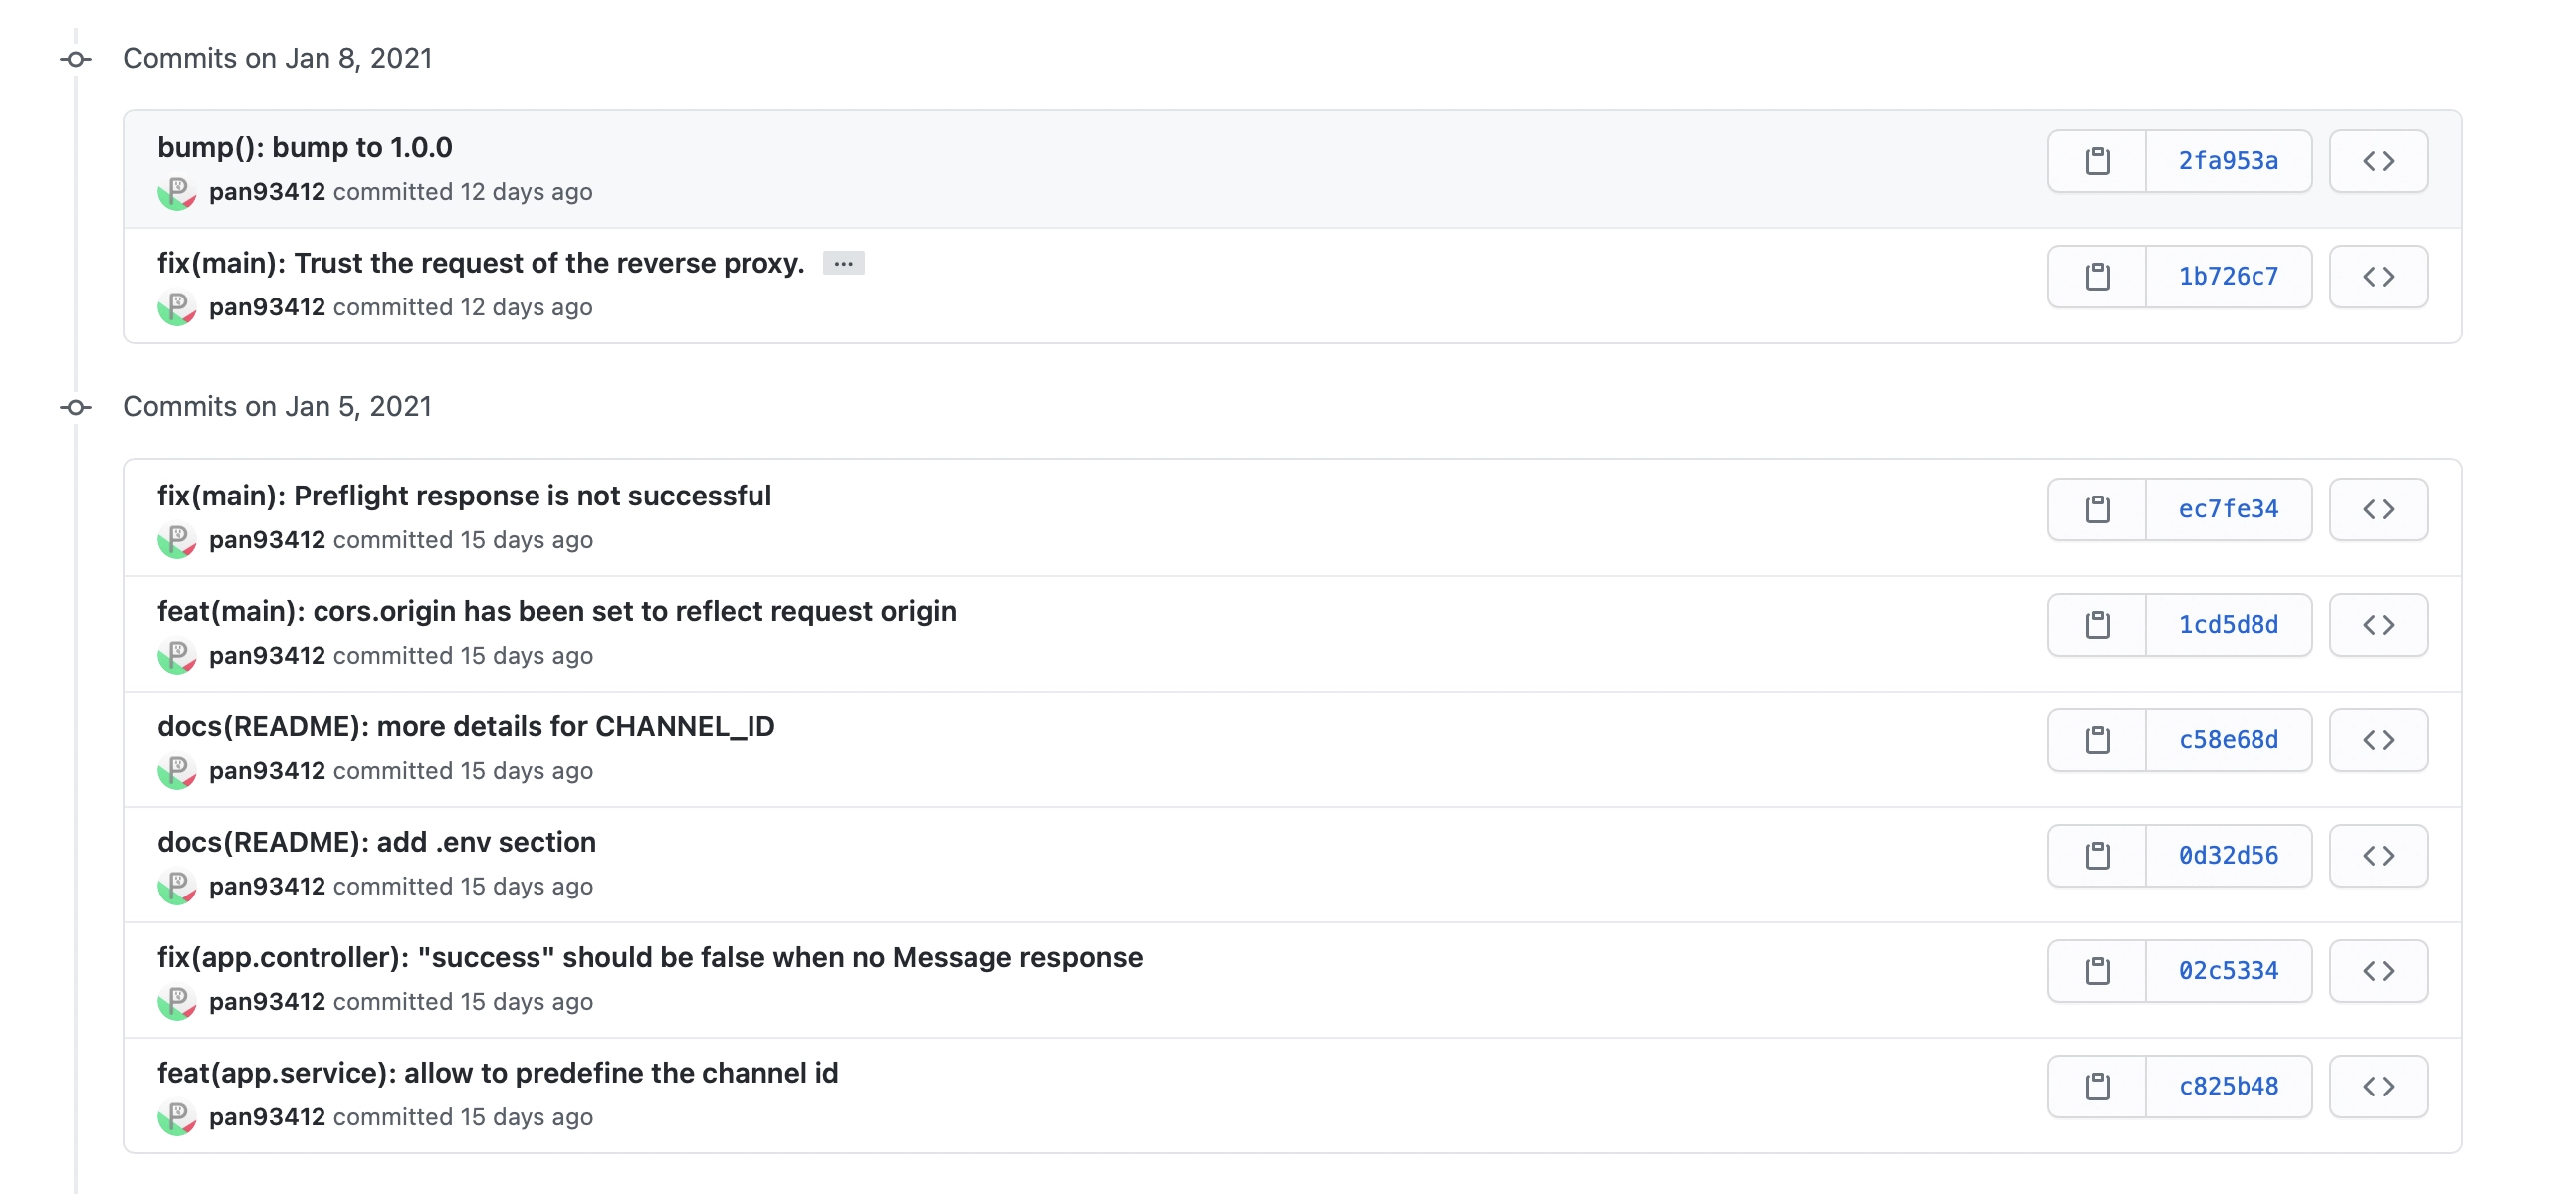 Commits on Jan 8, 2021
bump(): bump to 1.0.0
pan93412 committed 12 days ago
2fa953a
fix(main): Trust the request of the reverse proxy. ...
pan93412 committed 12 days ago
1b726c7
Commits on Jan 5, 2021
fix(main): Preflight response is not successful
pan93412 committed 15 days ago
ec7fe34
feat(main): cors.origin has been set to reflect request origin
pan93412 committed 15 days ago
1cd5d8d
docs(README): more details for CHANNEL_ID
pan93412 committed 15 days ago
c58e68d
docs(README): add .env section
pan93412 committed 15 days ago
0d32d56
fix(app.controller): "success" should be false when no Message response
pan93412 committed 15 days ago
02c5334
feat(app.service): allow to predefine the channel id
pan93412 committed 15 days ago
c825b48